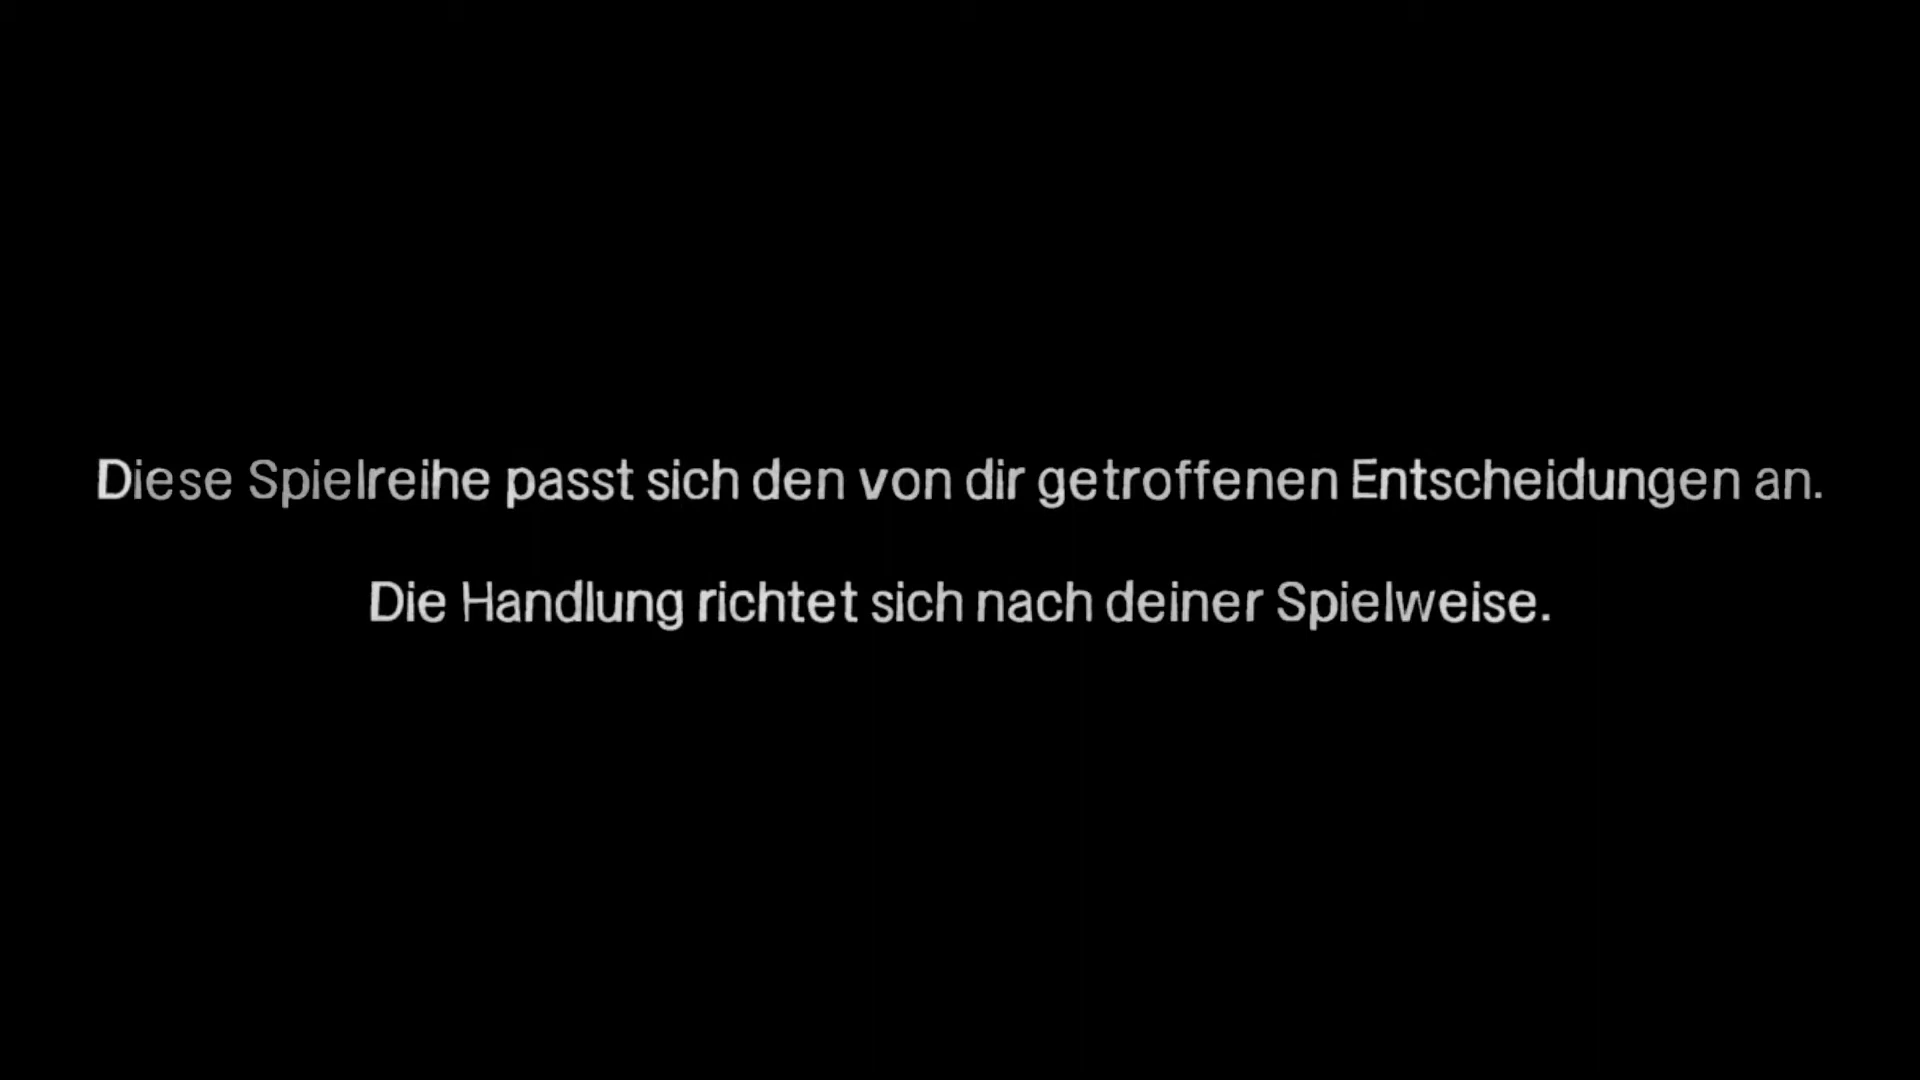 Diese Spielreihe passt sich den von dir getroffenen Entscheidungen an.
Die Handlung richtet sich nach deiner Spielweise.